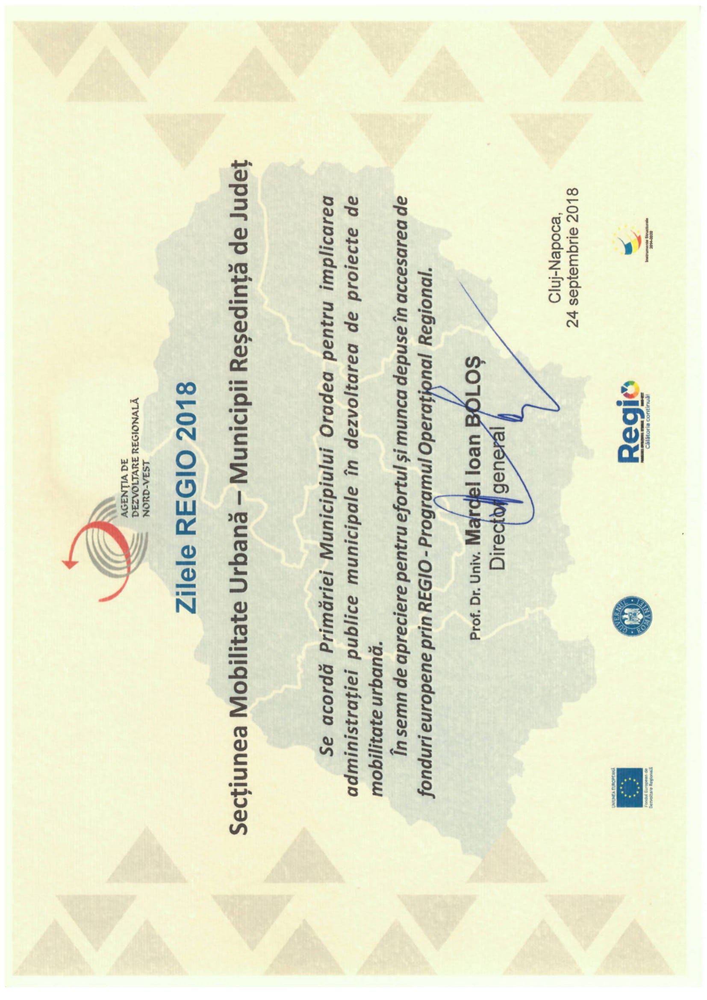 AGENȚIA DE
DEZVOLTARE REGIONALĂ
NORD-VEST
Zilele REGIO 2018
Secțiunea Mobilitate Urbană – Municipii Reședință de Județ
Se acordă Primăriei Municipiului Oradea pentru implicarea
administrației publice municipale în dezvoltarea de proiecte de
mobilitate urbană.
În semn de apreciere pentru efortul și munca depuse în accesarea de
fonduri europene prin REGIO - Programul Operațional Regional.
Prof. Dr. Univ. Marcel Ioan BOLOȘ
Director general
Cluj-Napoca,
24 septembrie 2018
UNIUNEA EUROPEANĂ
Fondul European de
Dezvoltare Regională
GUVERNUL ROMÂNIEI
Regio
Călătoria continuă!
Instrumente Structurale
2014-2020